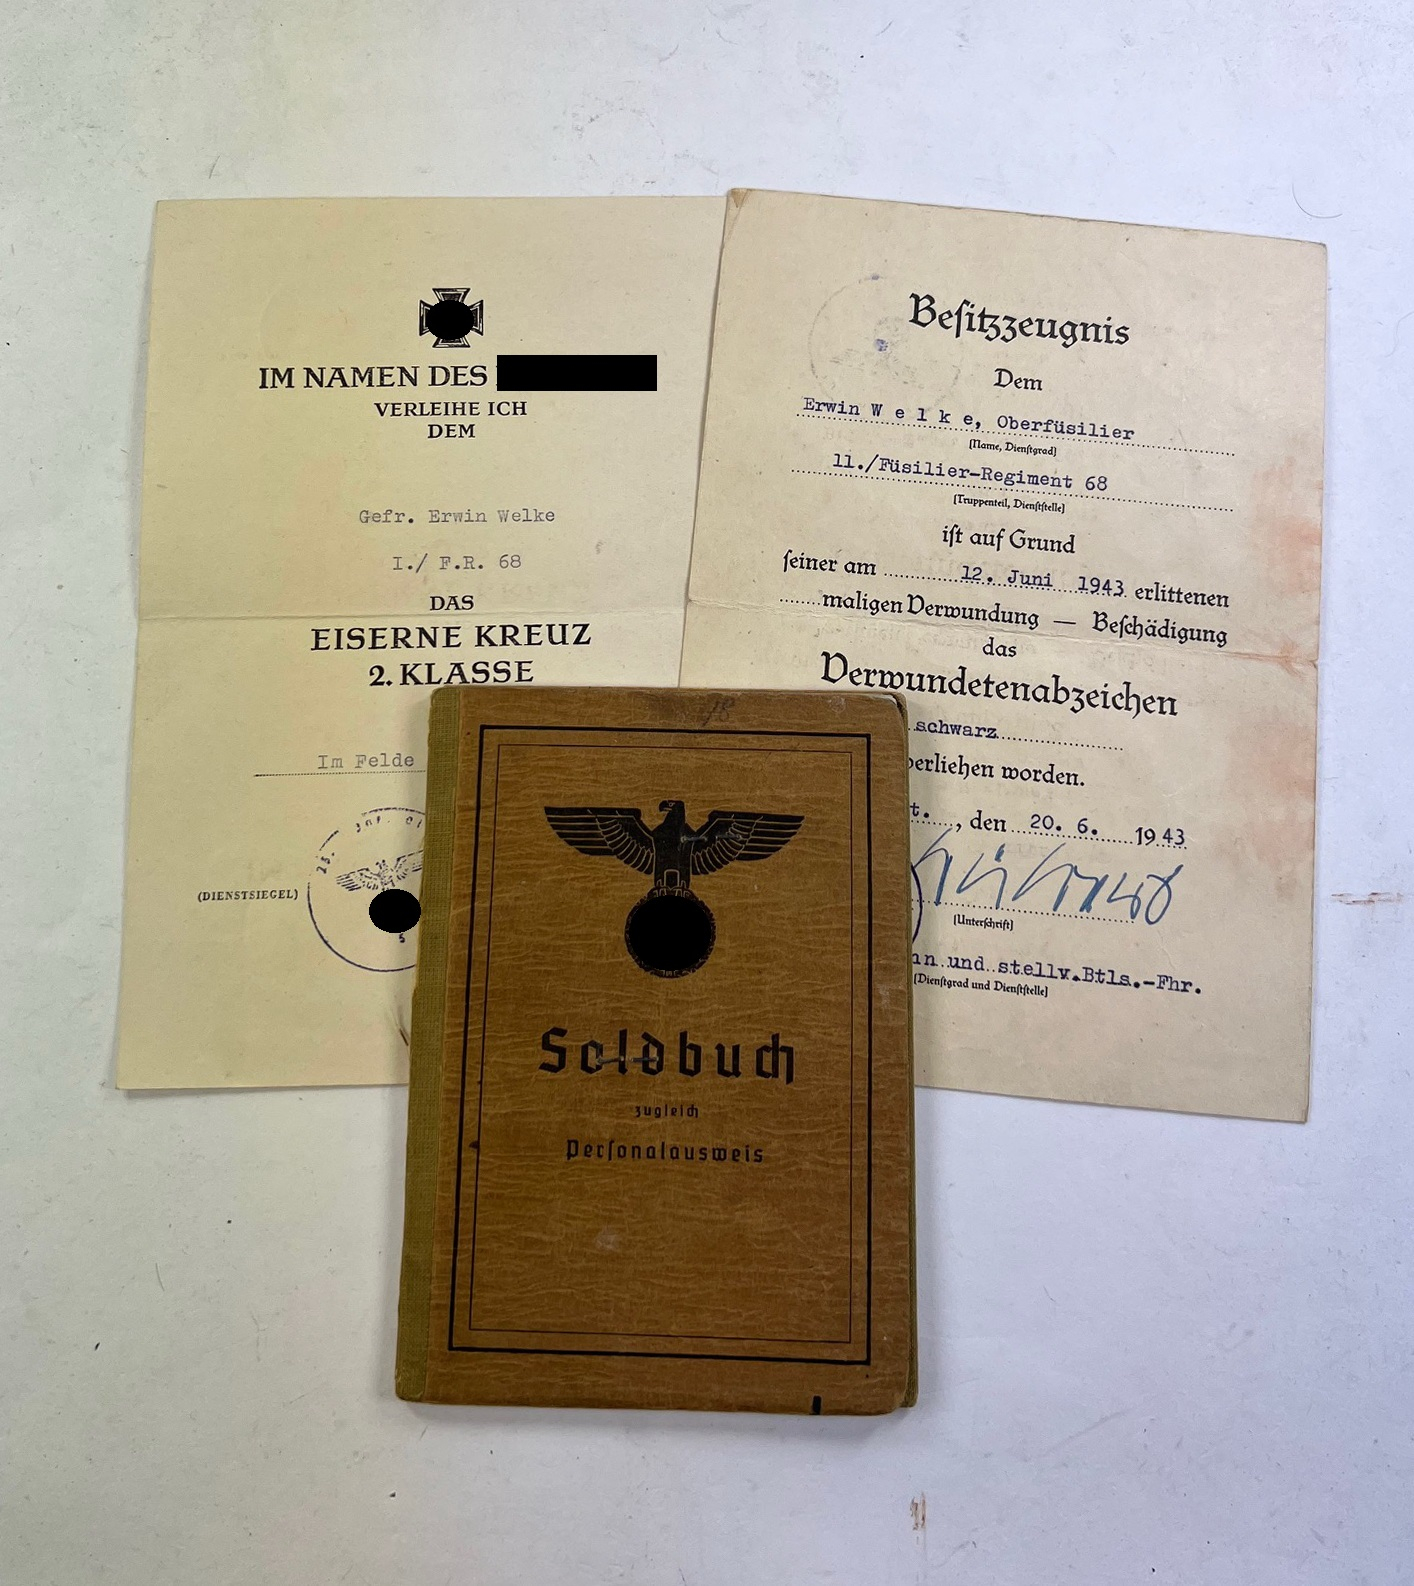 IM NAMEN DES
VERLEIHE ICH
DEM
Gefr. Erwin Welke
I./ F.R. 68
DAS
EISERNE KREUZ
2. KLASSE
Im Felde
(DIENSTSIEGEL)
Beſitzzeugnis
Dem
Erwin W e l k e, Oberfüsilier
(Name, Dienſtgrad)
11./Füsilier-Regiment 68
(Truppenteil, Dienſtſtelle)
iſt auf Grund
ſeiner am 12. Juni 1943 erlittenen
maligen Verwundung — Beſchädigung
das
Verwundetenabzeichen
schwarz
verliehen worden.
t. , den 20. 6. 1943
(Unterſchrift)
und stellv.Btls.-Fhr.
(Dienſtgrad und Dienſtſtelle)
Soldbuch
zugleich
Perſonalausweis